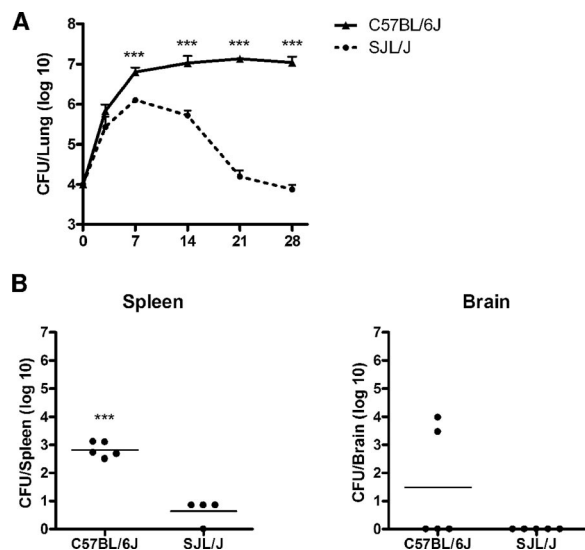 A
C57BL/6J
SJL/J
CFU/Lung (log 10)
8
7
6
5
4
3
*** *** *** ***
0 7 14 21 28
B
Spleen
CFU/Spleen (log 10)
7
6
5
4
3
2
1
0
***
C57BL/6J SJL/J
Brain
CFU/Brain (log 10)
7
6
5
4
3
2
1
0
C57BL/6J SJL/J